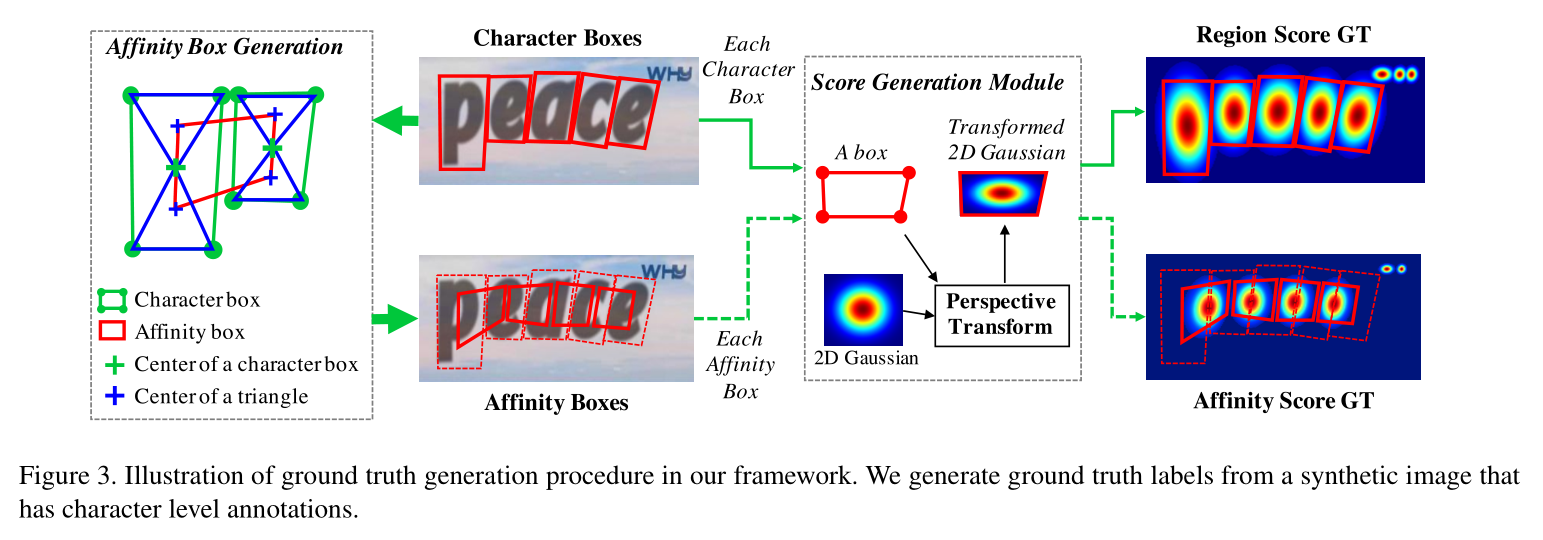 Affinity Box Generation
Character box
Affinity box
Center of a character box
Center of a triangle
Character Boxes
WHY
peace
WHY
peace
Affinity Boxes
Each
Character
Box
Each
Affinity
Box
Score Generation Module
A box
Transformed
2D Gaussian
2D Gaussian
Perspective
Transform
Region Score GT
Affinity Score GT
Figure 3. Illustration of ground truth generation procedure in our framework. We generate ground truth labels from a synthetic image that
has character level annotations.